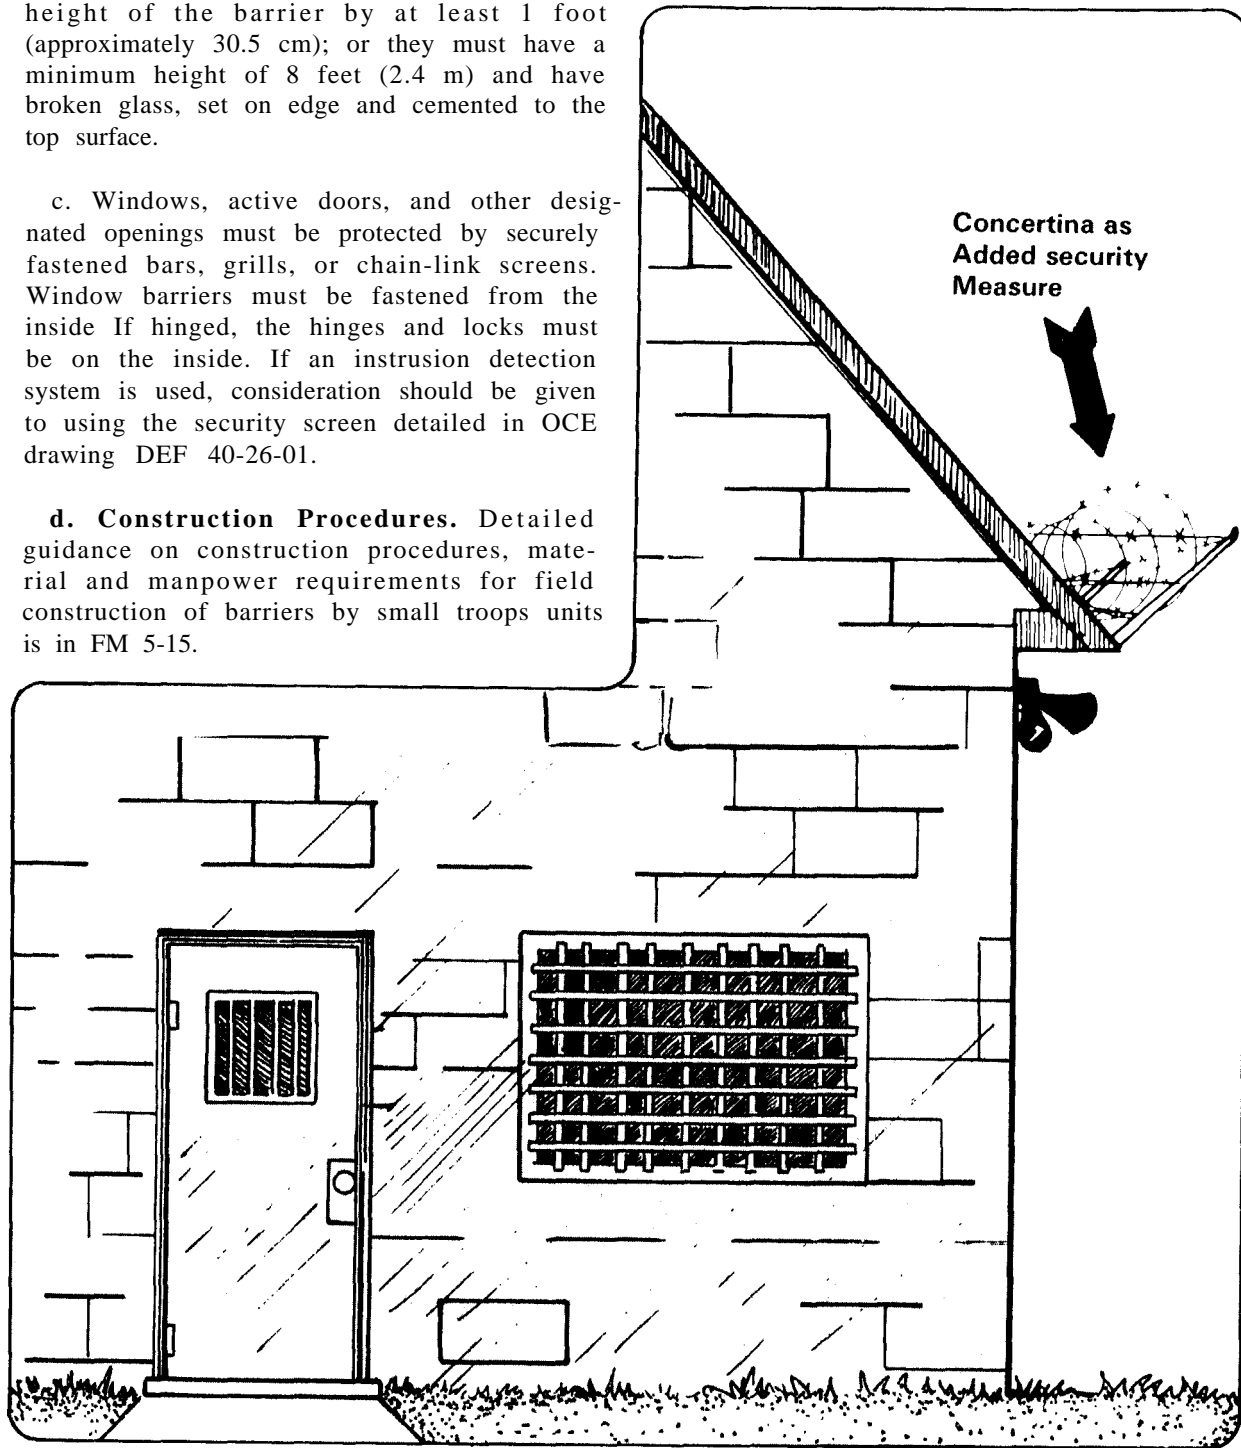 height of the barrier by at least 1 foot
(approximately 30.5 cm); or they must have a
minimum height of 8 feet (2.4 m) and have
broken glass, set on edge and cemented to the
top surface.
c. Windows, active doors, and other desig-
nated openings must be protected by securely
fastened bars, grills, or chain-link screens.
Window barriers must be fastened from the
inside If hinged, the hinges and locks must
be on the inside. If an instrusion detection
system is used, consideration should be given
to using the security screen detailed in OCE
drawing DEF 40-26-01.
d. Construction Procedures. Detailed
guidance on construction procedures, mate-
rial and manpower requirements for field
construction of barriers by small troops units
is in FM 5-15.
Concertina as
Added security
Measure